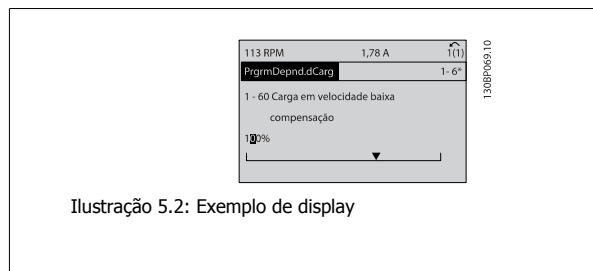 113 RPM 1,78 A 1(1)
PrgrmDepnd.dCarg 1- 6*
1 - 60 Carga em velocidade baixa
compensação
100%
130BP069.10
Ilustração 5.2: Exemplo de display